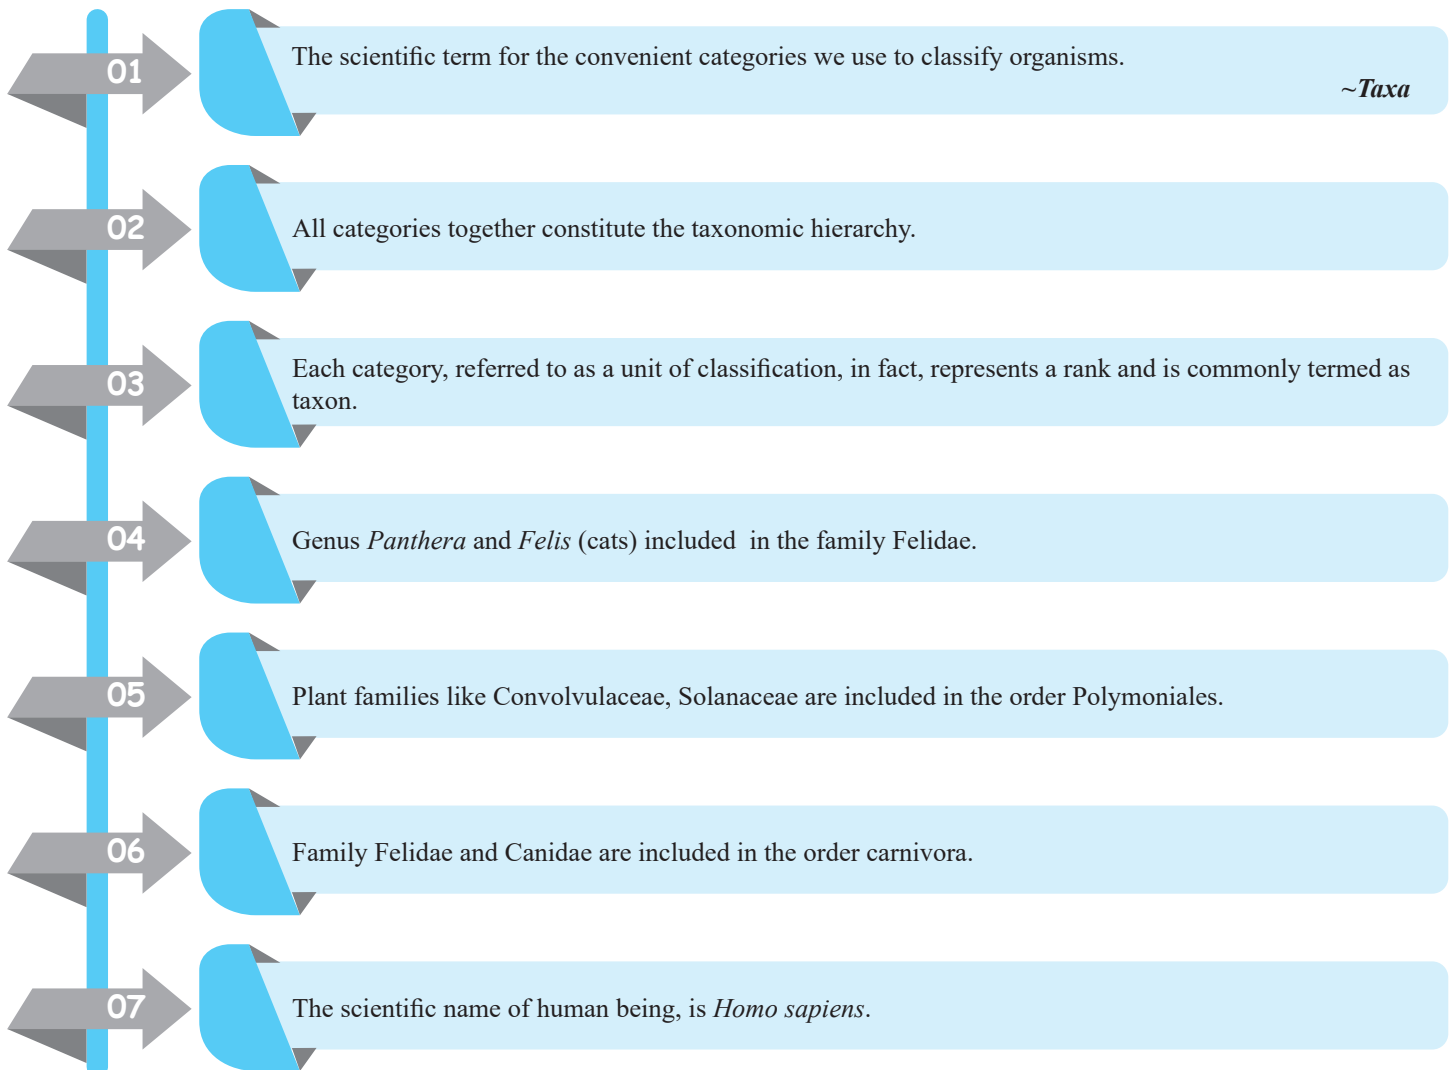 01
The scientific term for the convenient categories we use to classify organisms.
~Taxa
02
All categories together constitute the taxonomic hierarchy.
03
Each category, referred to as a unit of classification, in fact, represents a rank and is commonly termed as
taxon.
04
Genus Panthera and Felis (cats) included  in the family Felidae.
05
Plant families like Convolvulaceae, Solanaceae are included in the order Polymoniales.
06
Family Felidae and Canidae are included in the order carnivora.
07
The scientific name of human being, is Homo sapiens.